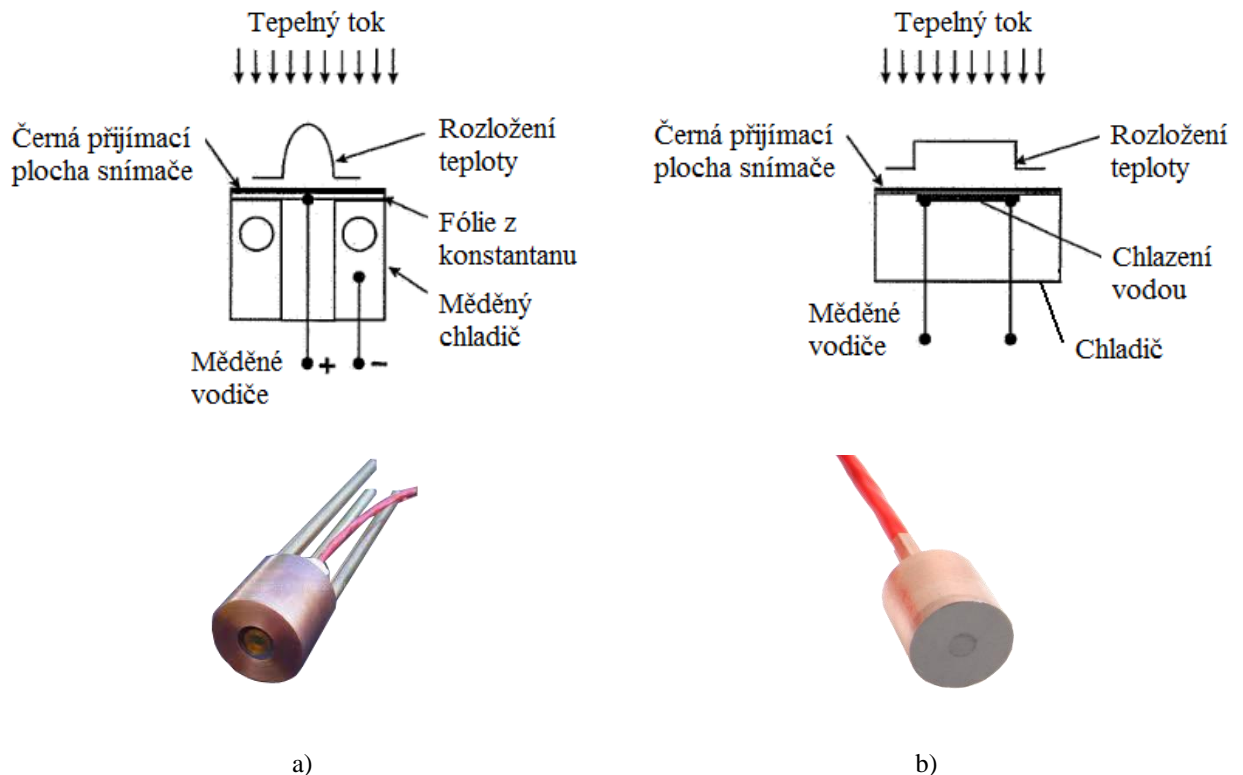 Tepelný tok
Černá přijímací
plocha snímače
Rozložení
teploty
Fólie z
konstantanu
Měděný
chladič
Měděné
vodiče
+
−
Tepelný tok
Černá přijímací
plocha snímače
Rozložení
teploty
Chlazení
vodou
Měděné
vodiče
Chladič
a)
b)